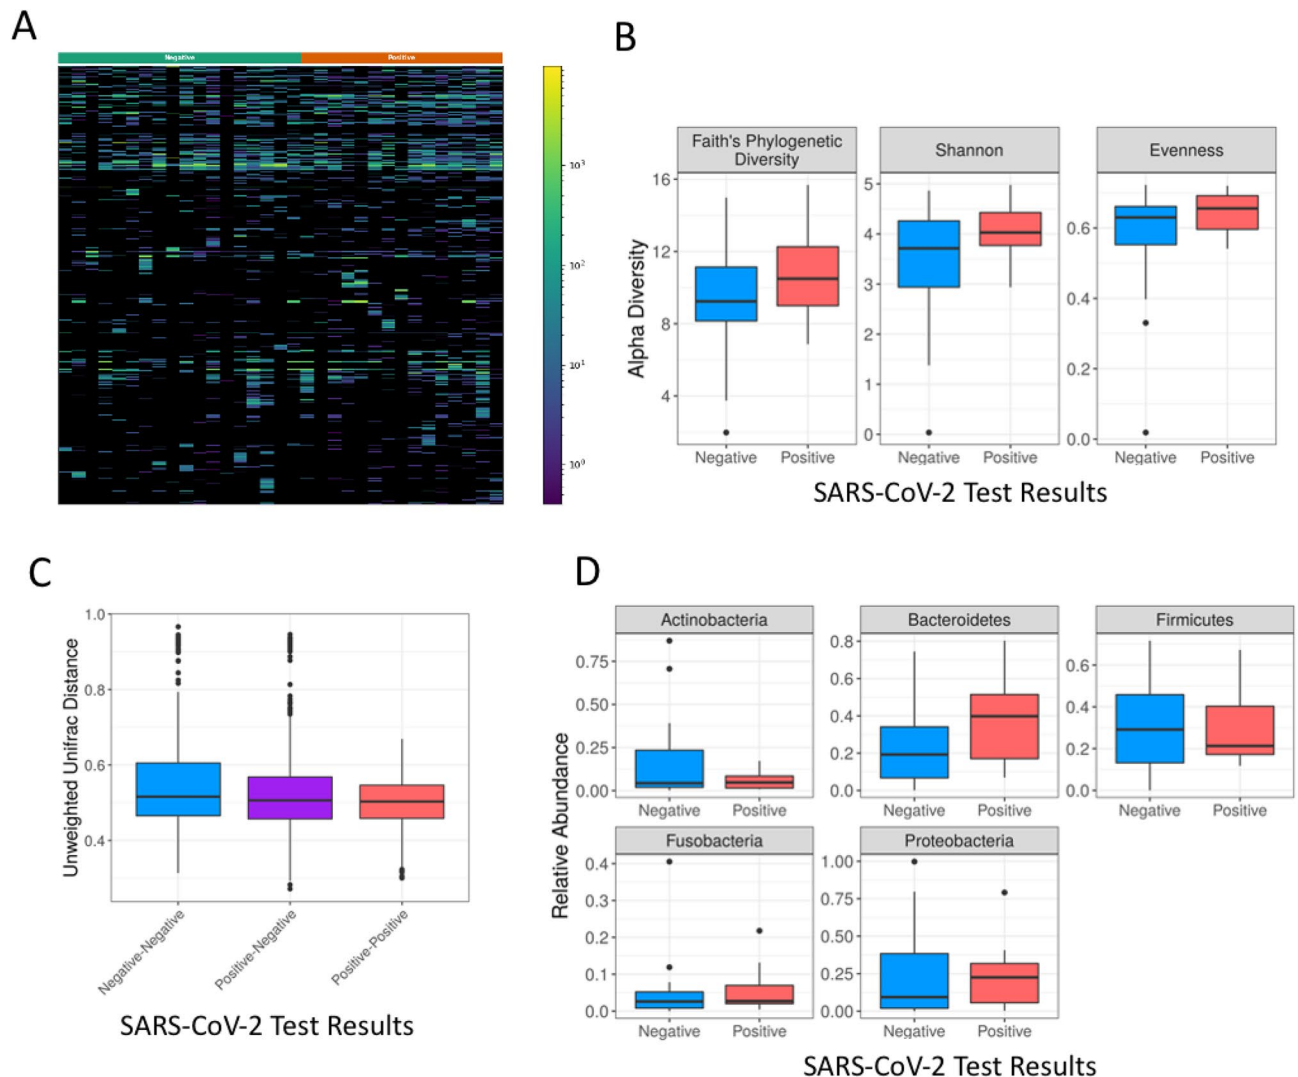 A
Negative
Positive
10³
10²
10¹
10⁰
B
Faith's Phylogenetic
Diversity
Shannon
Evenness
Alpha Diversity
16
12
8
4
5
4
3
2
1
0
0.6
0.4
0.2
0.0
Negative
Positive
Negative
Positive
Negative
Positive
SARS-CoV-2 Test Results
C
Unweighted Unifrac Distance
1.0
0.8
0.6
0.4
Negative-Negative
Positive-Negative
Positive-Positive
SARS-CoV-2 Test Results
D
Relative Abundance
Actinobacteria
0.75
0.50
0.25
0.00
Negative
Positive
Bacteroidetes
0.8
0.6
0.4
0.2
0.0
Negative
Positive
Firmicutes
0.6
0.4
0.2
0.0
Negative
Positive
Fusobacteria
0.4
0.3
0.2
0.1
0.0
Negative
Positive
Proteobacteria
1.00
0.75
0.50
0.25
0.00
Negative
Positive
SARS-CoV-2 Test Results